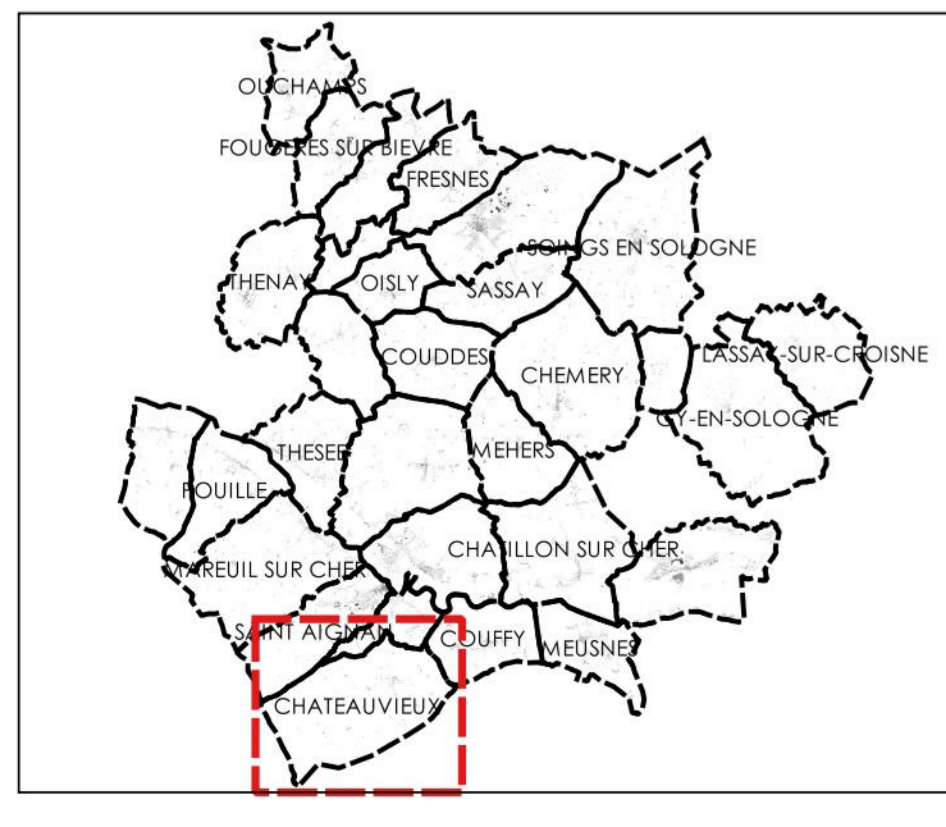 OUCHAMPS
FOUGERES SUR BIEVRE
FRESNES
SOINGS EN SOLOGNE
THENAY
OISLY
SASSAY
COUDDES
LASSAY-SUR-CROISNE
CHEMERY
GY-EN-SOLOGNE
THESEE
MEHERS
POUILLE
CHATILLON SUR CHER
MAREUIL SUR CHER
SAINT AIGNAN
COUFFY
MEUSNES
CHATEAUVIEUX